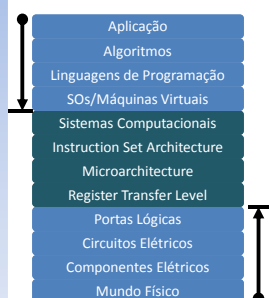 Aplicação
Algoritmos
Linguagens de Programação
SOs/Máquinas Virtuais
Sistemas Computacionais
Instruction Set Architecture
Microarchitecture
Register Transfer Level
Portas Lógicas
Circuitos Elétricos
Componentes Elétricos
Mundo Físico